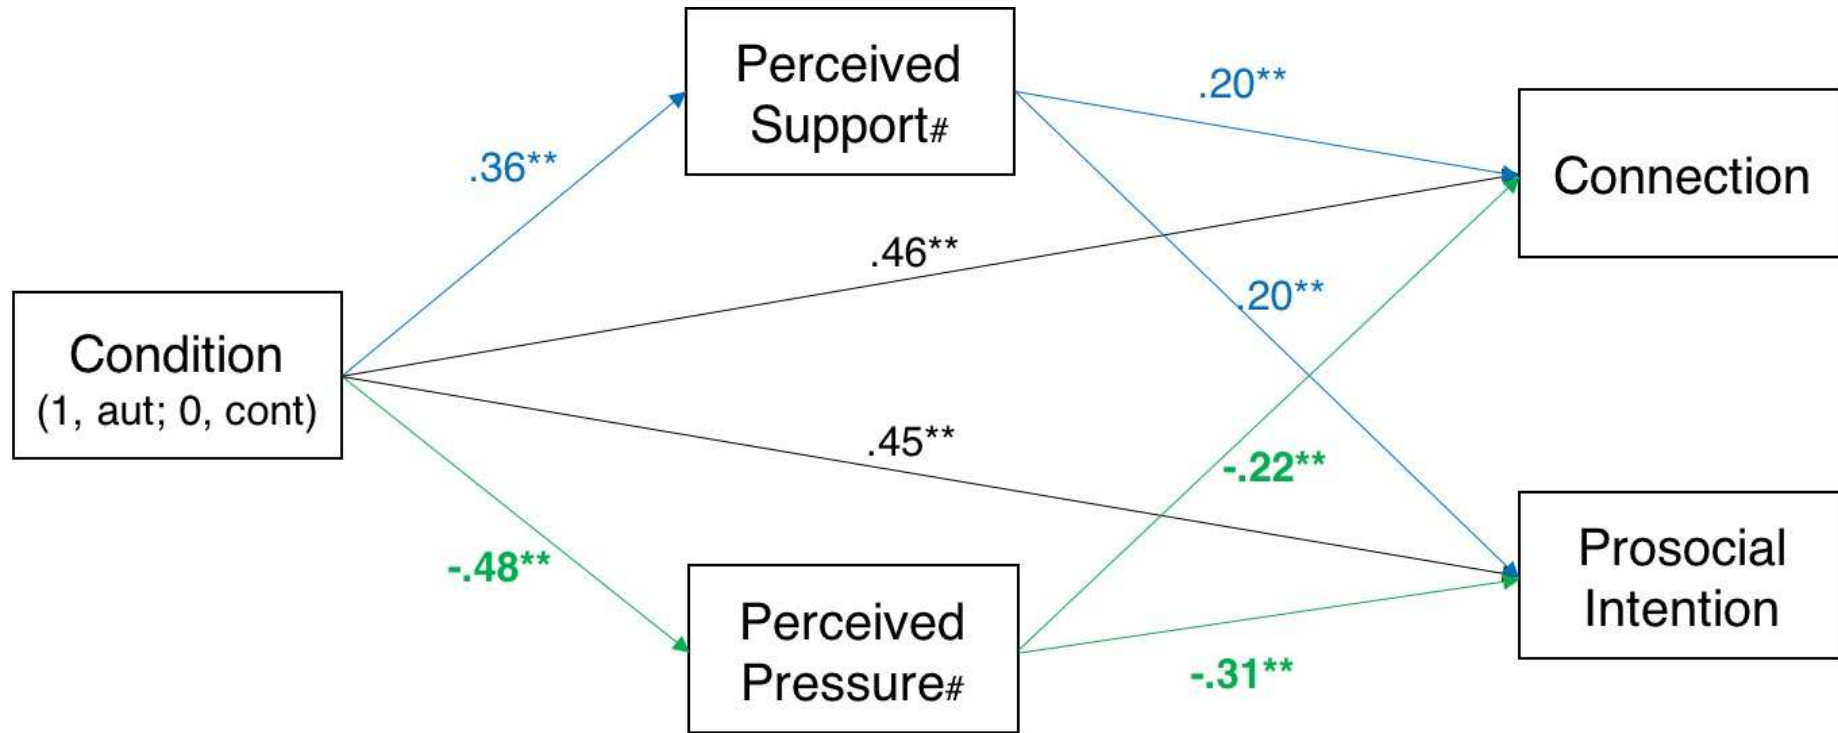 Perceived
Support#
.20**
.36**
Connection
.46**
.20**
Condition
(1, aut; 0, cont)
.45**
-.22**
Prosocial
Intention
-.48**
Perceived
Pressure#
-.31**